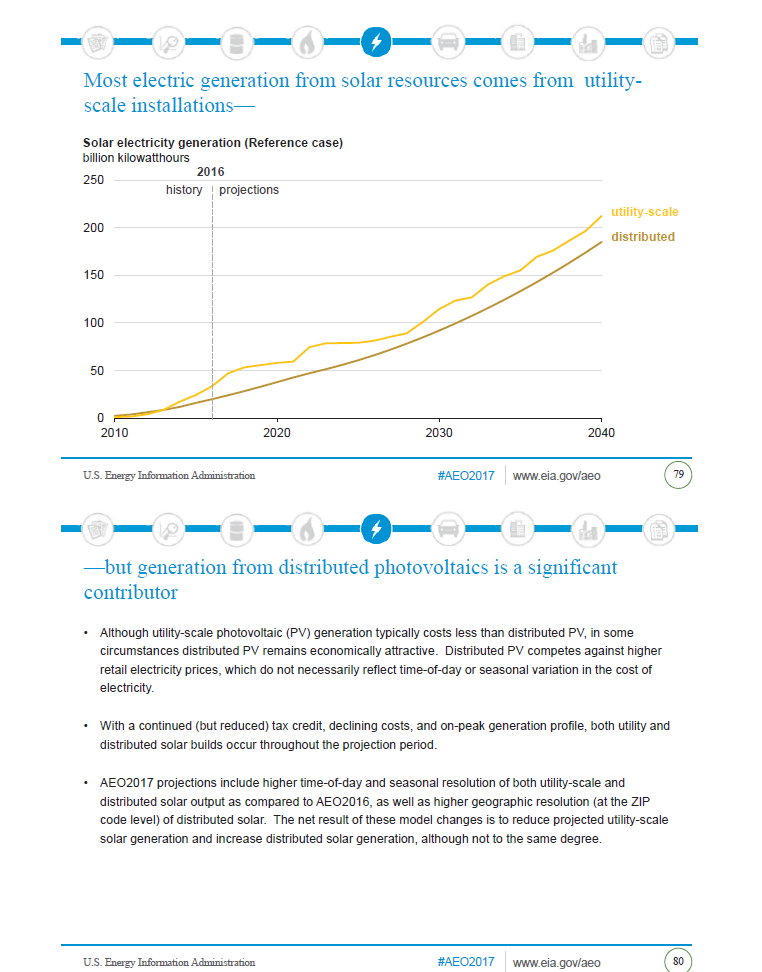 Most electric generation from solar resources comes from  utility-
scale installations—
Solar electricity generation (Reference case)
billion kilowatthours
2016
250
history
projections
utility-scale
200
distributed
150
100
50
0
2010
2020
2030
2040
U.S. Energy Information Administration
#AEO2017
www.eia.gov/aeo
79
—but generation from distributed photovoltaics is a significant
contributor
• Although utility-scale photovoltaic (PV) generation typically costs less than distributed PV, in some
circumstances distributed PV remains economically attractive.  Distributed PV competes against higher
retail electricity prices, which do not necessarily reflect time-of-day or seasonal variation in the cost of
electricity.
• With a continued (but reduced) tax credit, declining costs, and on-peak generation profile, both utility and
distributed solar builds occur throughout the projection period.
• AEO2017 projections include higher time-of-day and seasonal resolution of both utility-scale and
distributed solar output as compared to AEO2016, as well as higher geographic resolution (at the ZIP
code level) of distributed solar.  The net result of these model changes is to reduce projected utility-scale
solar generation and increase distributed solar generation, although not to the same degree.
U.S. Energy Information Administration
#AEO2017
www.eia.gov/aeo
80